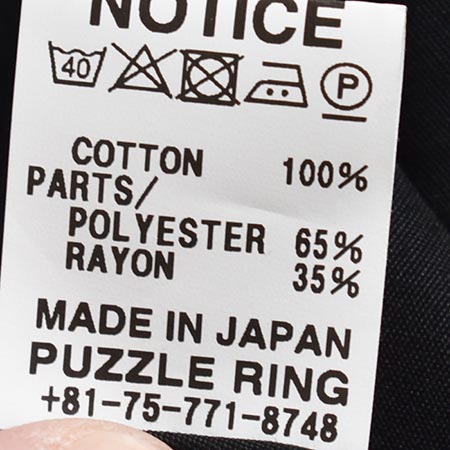 NOTICE
40 P
COTTON 100%
PARTS/
POLYESTER 65%
RAYON 35%
MADE IN JAPAN
PUZZLE RING
+81-75-771-8748